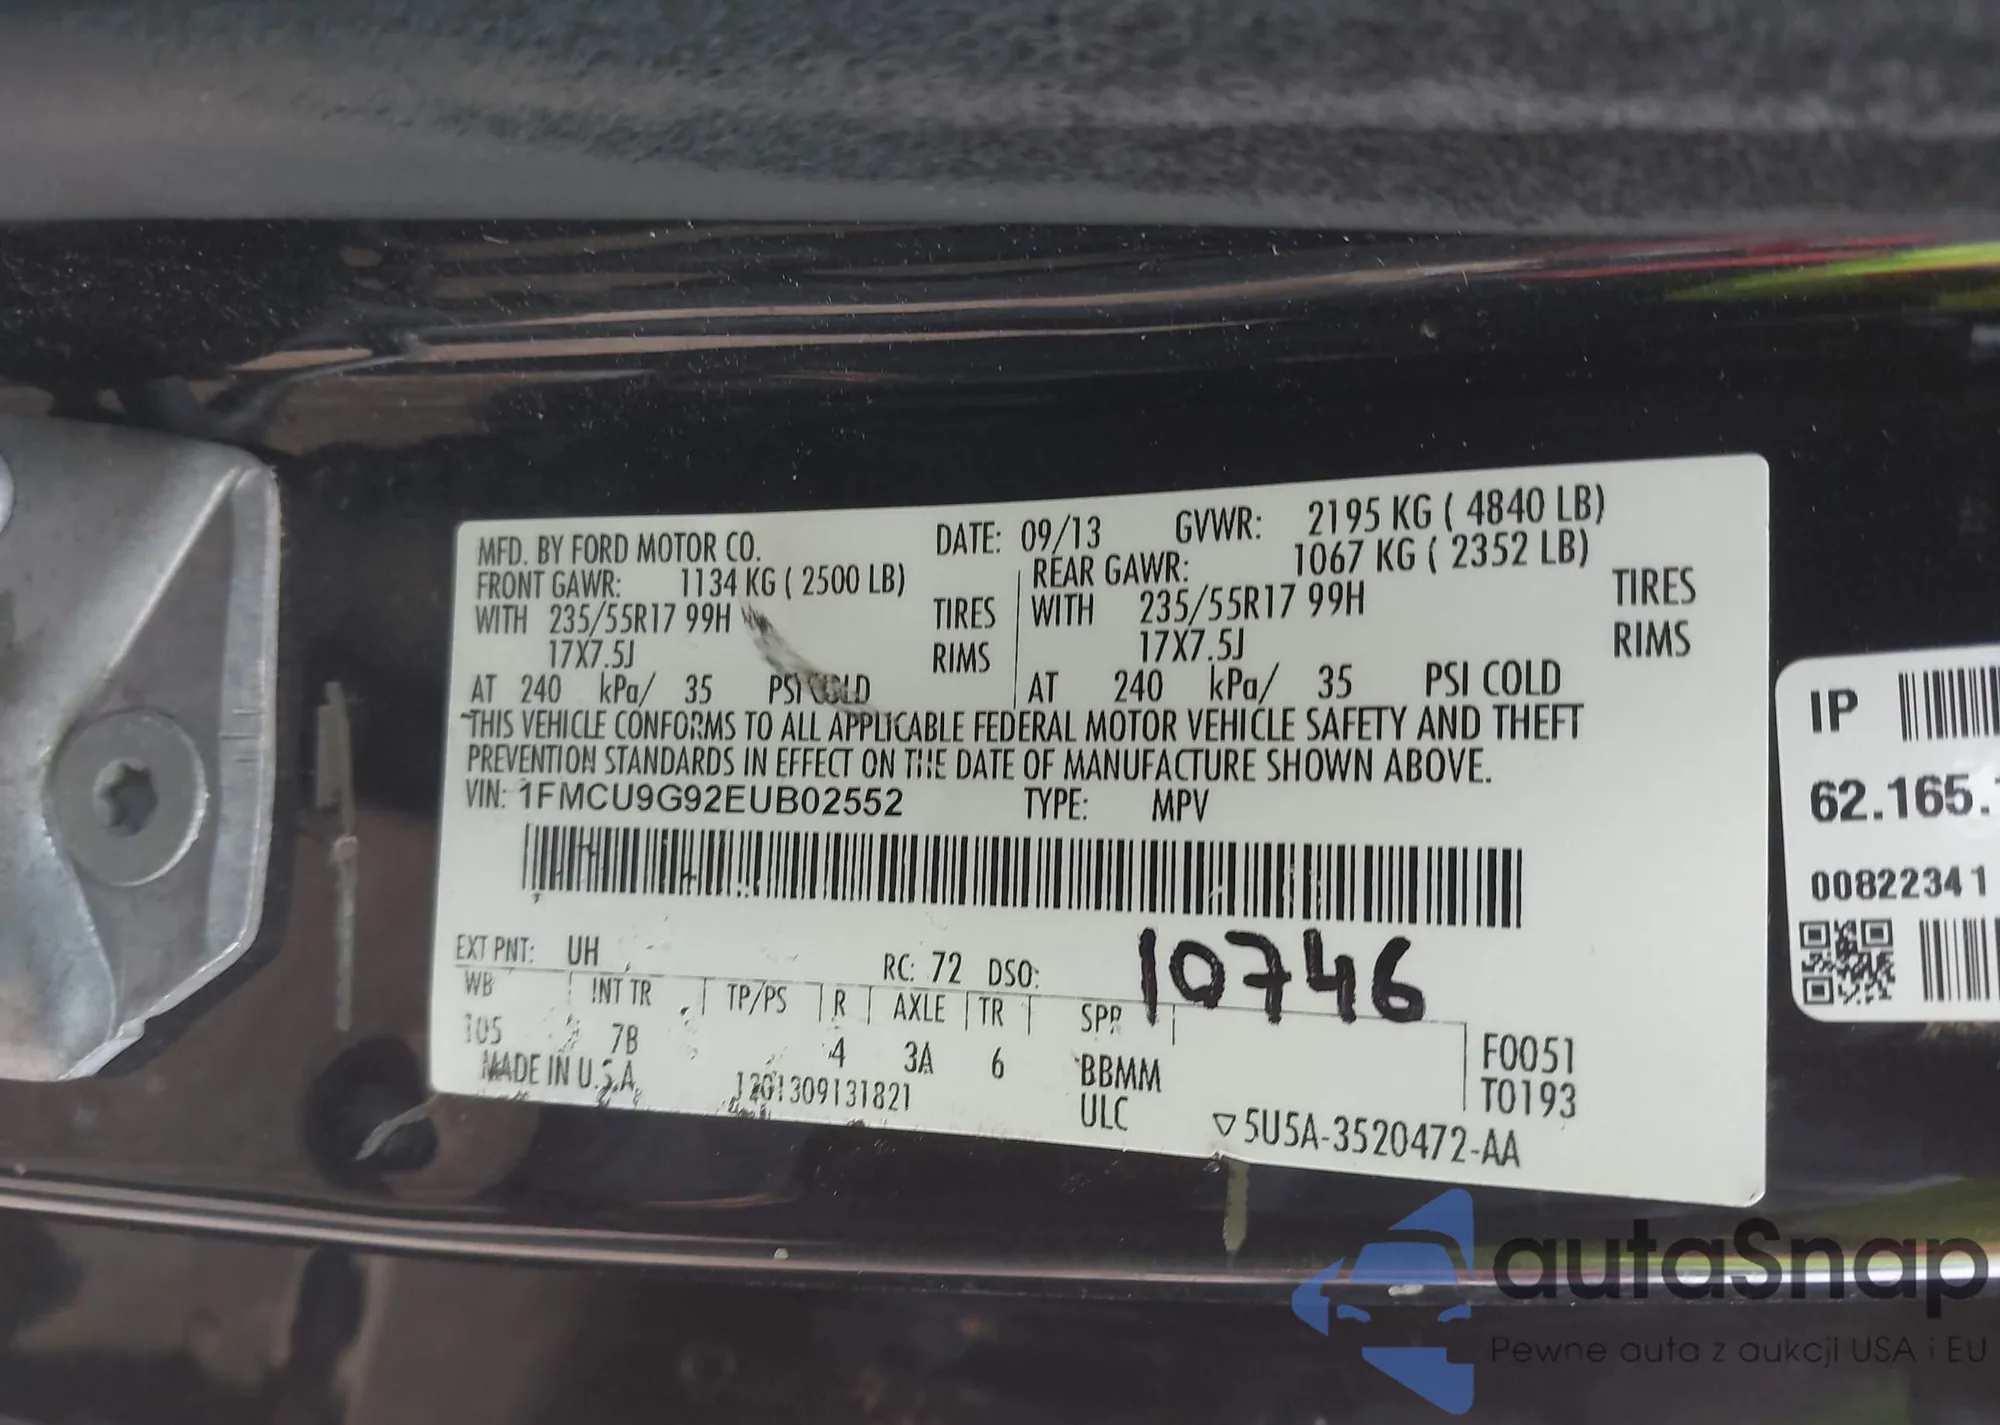 MFD. BY FORD MOTOR CO. DATE: 09/13 GVWR: 2195 KG ( 4840 LB)
FRONT GAWR: 1134 KG ( 2500 LB) REAR GAWR: 1067 KG ( 2352 LB)
WITH 235/55R17 99H TIRES WITH 235/55R17 99H TIRES
17X7.5J RIMS 17X7.5J RIMS
AT 240 kPa/ 35 PSI COLD AT 240 kPa/ 35 PSI COLD
THIS VEHICLE CONFORMS TO ALL APPLICABLE FEDERAL MOTOR VEHICLE SAFETY AND THEFT
PREVENTION STANDARDS IN EFFECT ON THE DATE OF MANUFACTURE SHOWN ABOVE.
VIN: 1FMCU9G92EUB02552 TYPE: MPV
EXT PNT: UH RC: 72 DSO:
10746
WB INT TR TP/PS R AXLE TR SPR
105 7B 4 3A 6 BBMM F0051
MADE IN U.S.A. 1201309131821 ULC T0193
▽5U5A-3520472-AA
IP
62.165.
00822341
autaSnap
Pewne auta z aukcji USA i EU